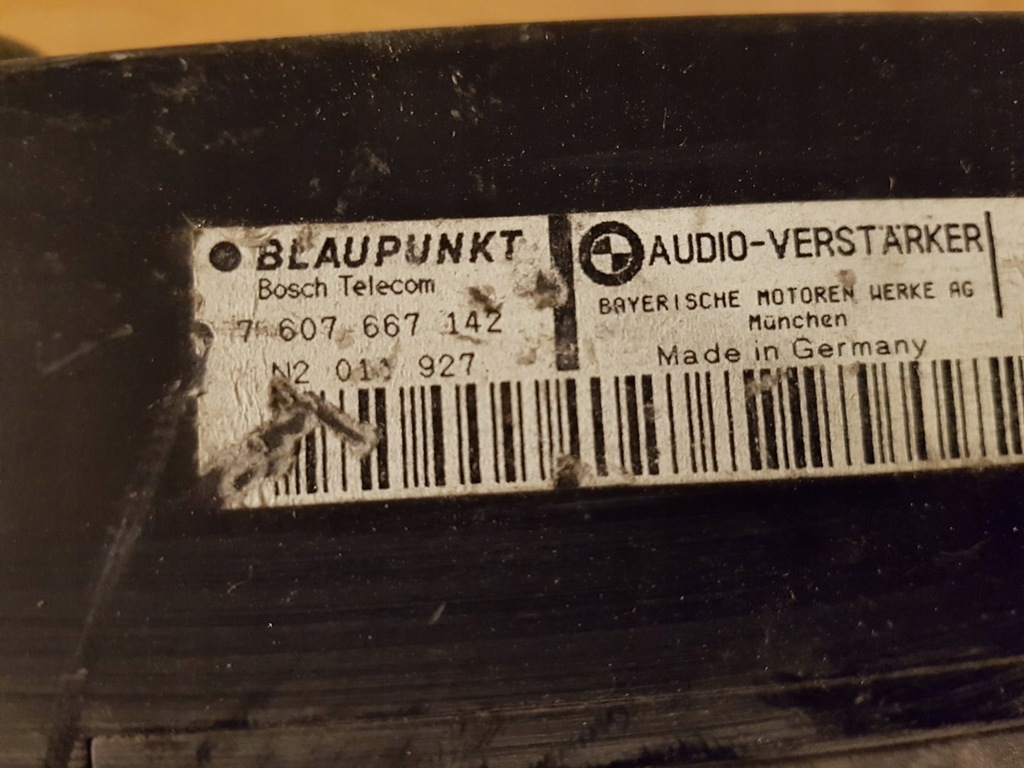 BLAUPUNKT
Bosch Telecom
7 607 667 142
N2 011 927
AUDIO-VERSTÄRKER
BAYERISCHE MOTOREN WERKE AG
München
Made in Germany